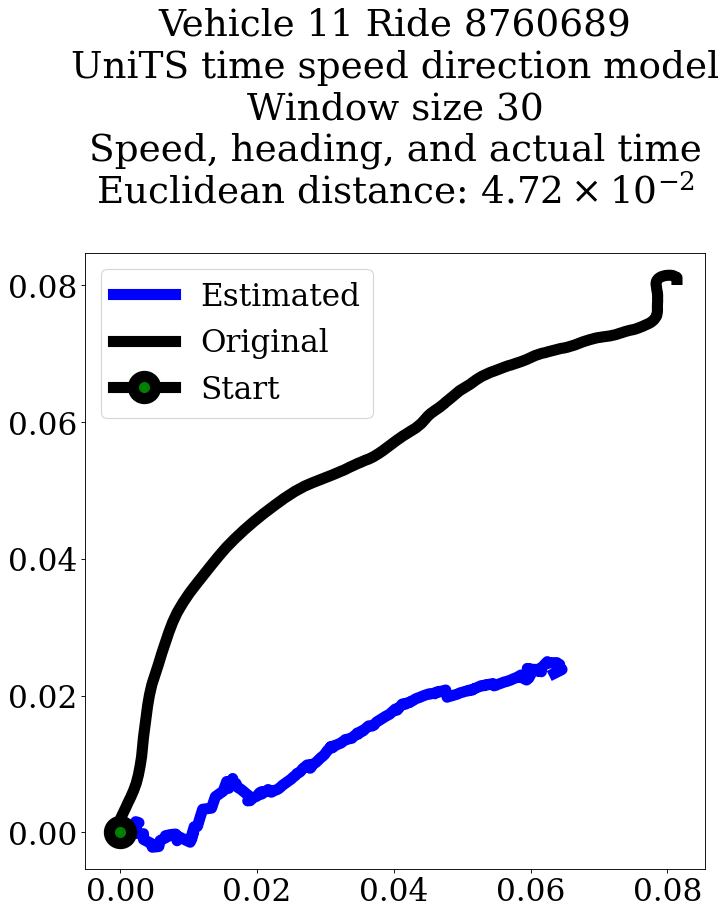 Vehicle 11 Ride 8760689
UniTS time speed direction model
Window size 30
Speed, heading, and actual time
Euclidean distance: 4.72 × 10⁻²
Estimated
Original
Start
0.08
0.06
0.04
0.02
0.00
0.00 0.02 0.04 0.06 0.08